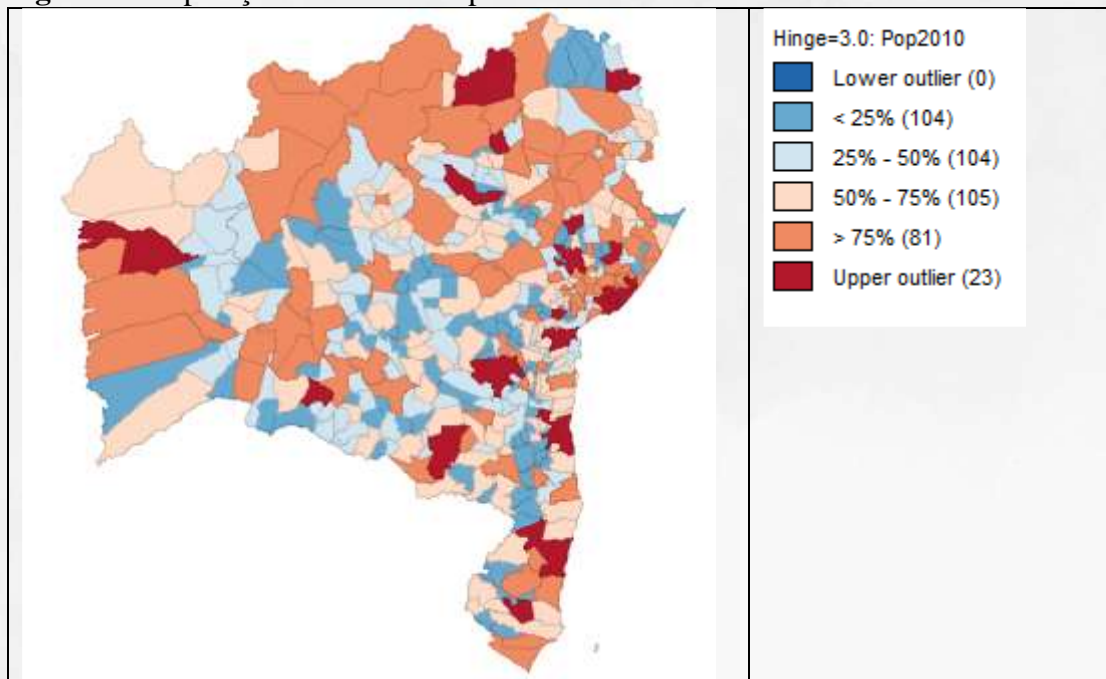 Hinge=3.0: Pop2010
Lower outlier (0)
< 25% (104)
25% - 50% (104)
50% - 75% (105)
> 75% (81)
Upper outlier (23)